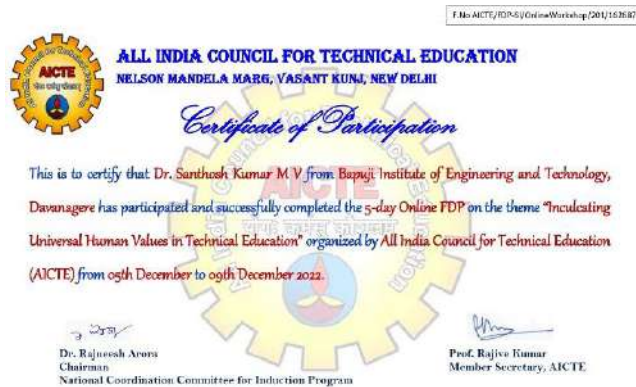 F.No AICTE/FDP-SI/OnlineWorkshop/201/162687
AICTE
ALL INDIA COUNCIL FOR TECHNICAL EDUCATION
NELSON MANDELA MARG, VASANT KUNJ, NEW DELHI
Certificate of Participation
This is to certify that Dr. Santhosh Kumar M V from Bapuji Institute of Engineering and Technology,
Davanagere has participated and successfully completed the 5-day Online FDP on the theme "Inculcating
Universal Human Values in Technical Education" organized by All India Council for Technical Education
(AICTE) from 05th December to 09th December 2022.
Dr. Rajneesh Arora
Chairman
National Coordination Committee for Induction Program
Prof. Rajive Kumar
Member Secretary, AICTE